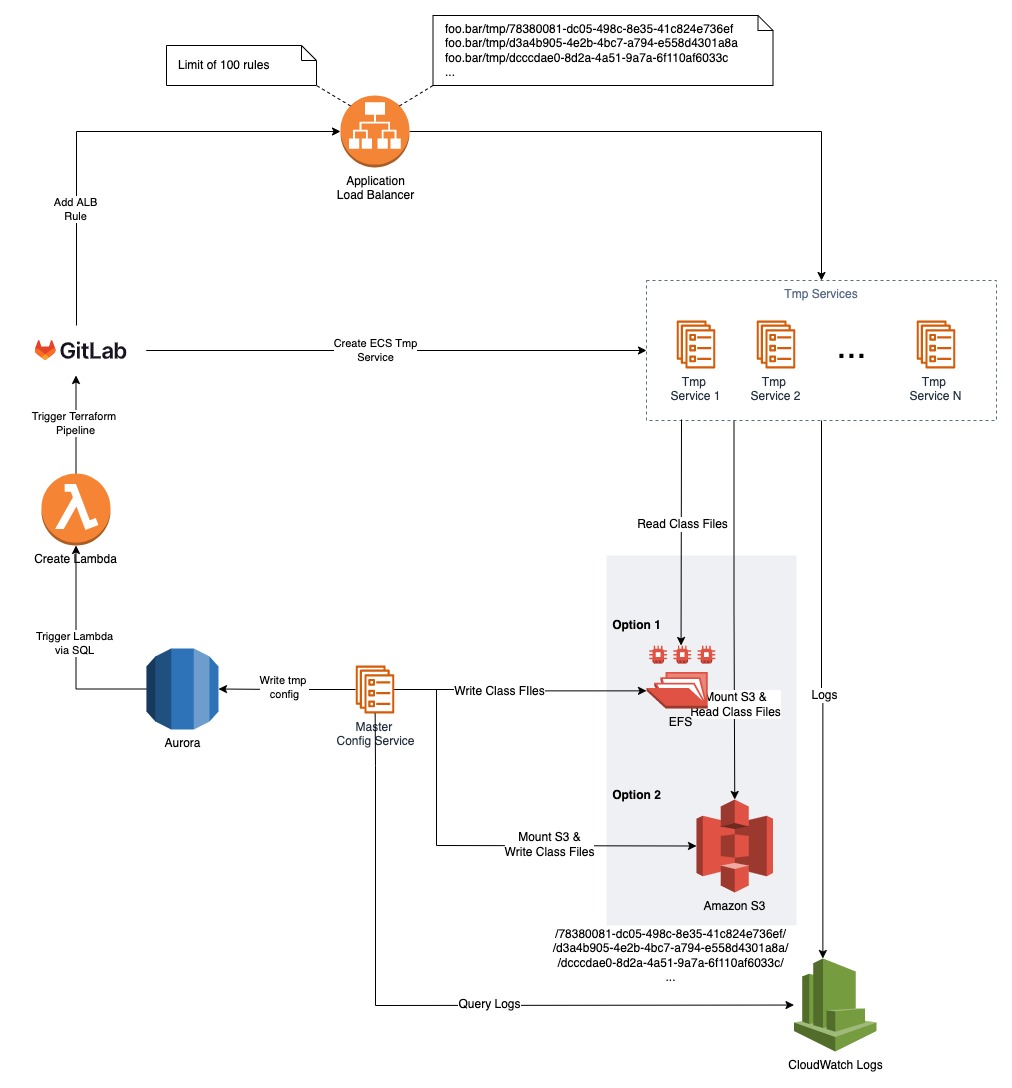 foo.bar/tmp/78380081-dc05-498c-8e35-41c824e736ef
foo.bar/tmp/d3a4b905-4e2b-4bc7-a794-e558d4301a8a
foo.bar/tmp/dcccdae0-8d2a-4a51-9a7a-6f110af6033c
...
Limit of 100 rules
Application
Load Balancer
Add ALB
Rule
Tmp Services
GitLab
Create ECS Tmp
Service
...
Tmp
Service 1
Tmp
Service 2
Tmp
Service N
Trigger Terraform
Pipeline
Read Class Files
Create Lambda
Option 1
Trigger Lambda
via SQL
Write tmp
config
Write Class FIles
Mount S3 &
Read Class Files
Logs
EFS
Master
Config Service
Aurora
Option 2
Mount S3 &
Write Class Files
Amazon S3
/78380081-dc05-498c-8e35-41c824e736ef/
/d3a4b905-4e2b-4bc7-a794-e558d4301a8a/
/dcccdae0-8d2a-4a51-9a7a-6f110af6033c/
...
Query Logs
CloudWatch Logs